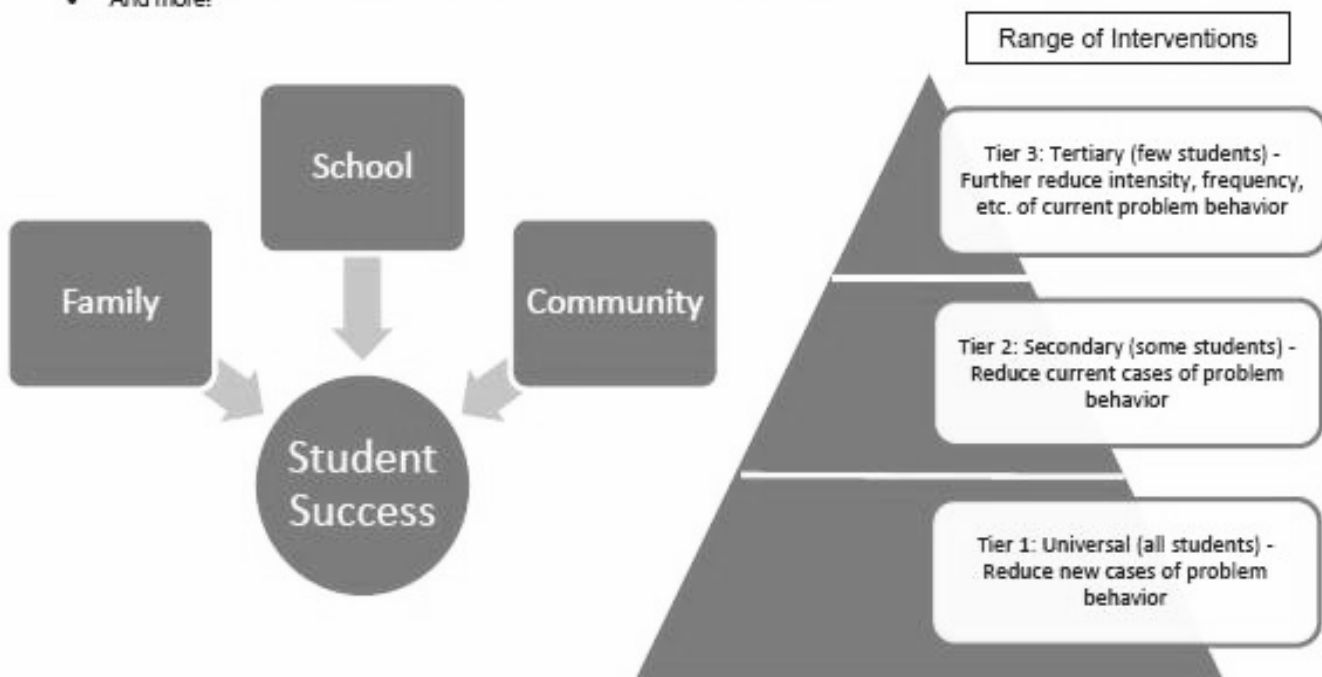 And more!
Range of Interventions
School
Family
Community
Student
Success
Tier 3: Tertiary (few students) -
Further reduce intensity, frequency,
etc. of current problem behavior
Tier 2: Secondary (some students) -
Reduce current cases of problem
behavior
Tier 1: Universal (all students) -
Reduce new cases of problem
behavior